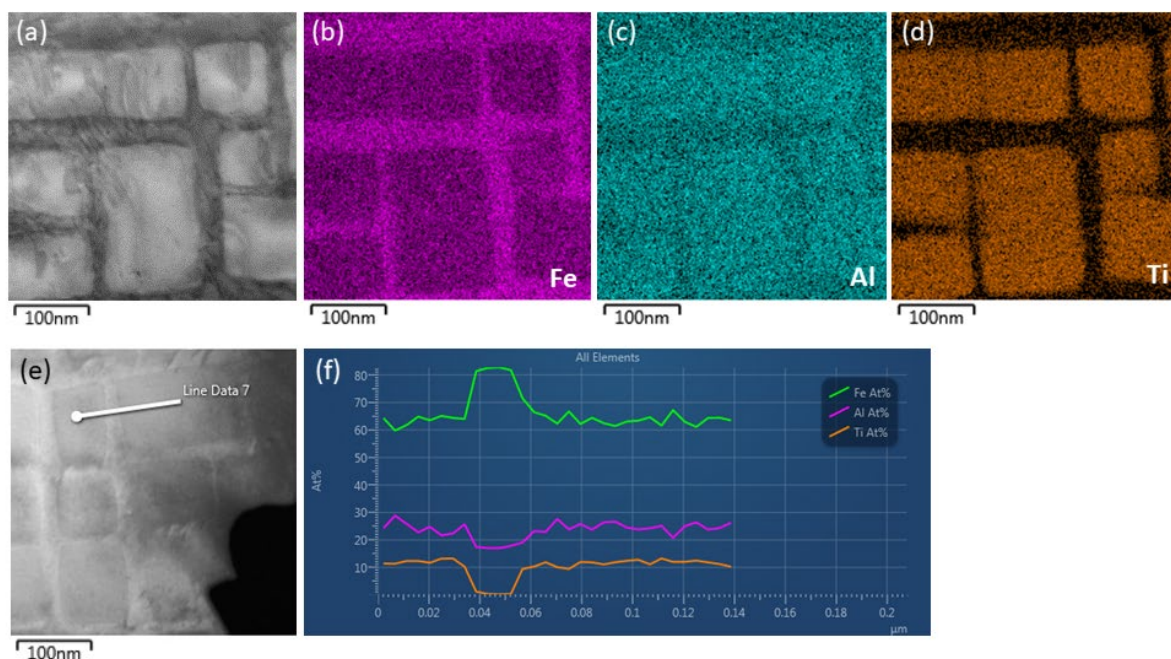 (a)
(b)
(c)
(d)
Fe
Al
Ti
100nm
100nm
100nm
100nm
(e)
Line Data 7
100nm
(f)
All Elements
Fe At%
Al At%
Ti At%
At%
80
70
60
50
40
30
20
10
0
0.02
0.04
0.06
0.08
0.1
0.12
0.14
0.16
0.18
0.2
µm